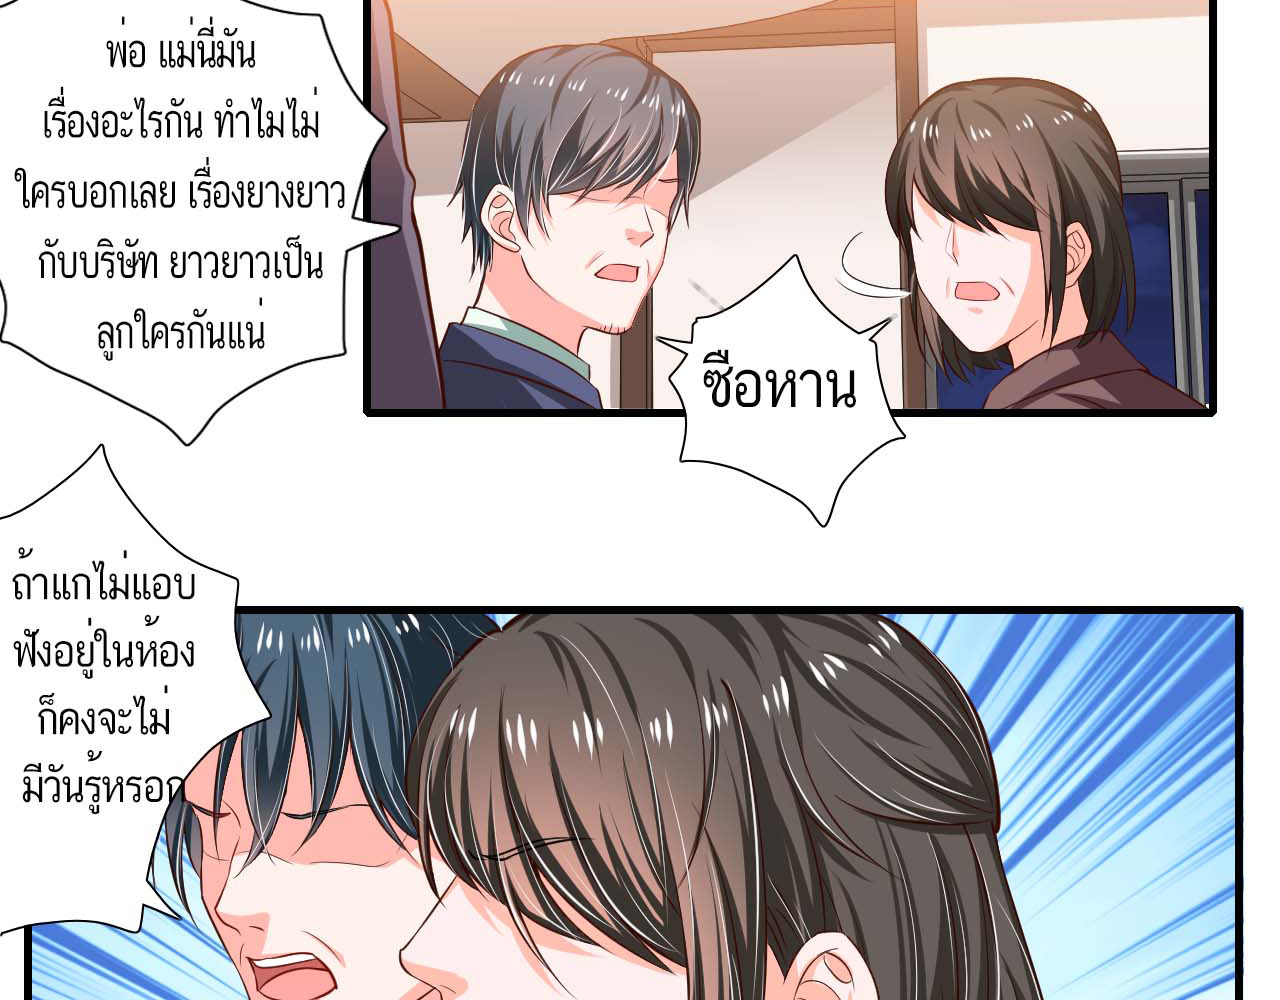 พ่อ แม่นี่มัน
เรื่องอะไรกัน ทำไมไม่
ใครบอกเลย เรื่องยางยาว
กับบริษัท ยาวยาวเป็น
ลูกใครกันแน่
ซือหาน
ถ้าแกไม่แอบ
ฟังอยู่ในห้อง
ก็คงจะไม่
มีวันรู้หรอก